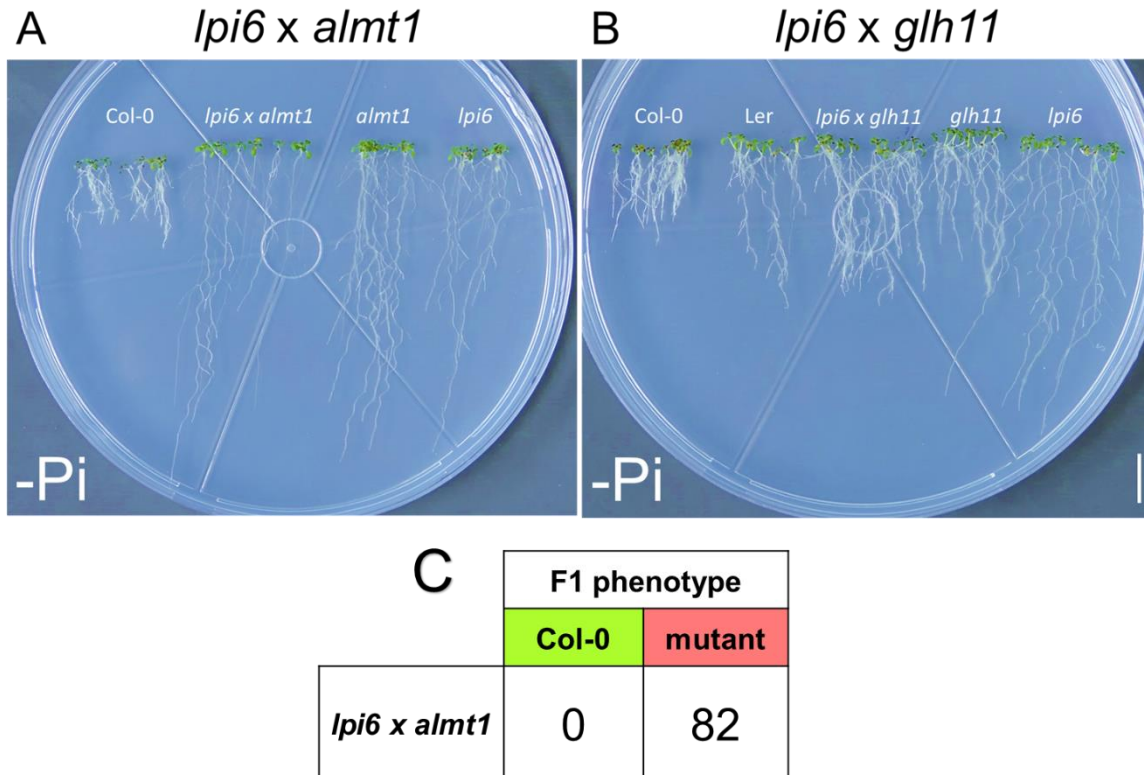 A
lpi6 x almt1
Col-0
lpi6 x almt1
almt1
lpi6
-Pi
B
lpi6 x glh11
Col-0
Ler
lpi6 x glh11
glh11
lpi6
-Pi
C
F1 phenotype
Col-0
mutant
lpi6 x almt1
0
82